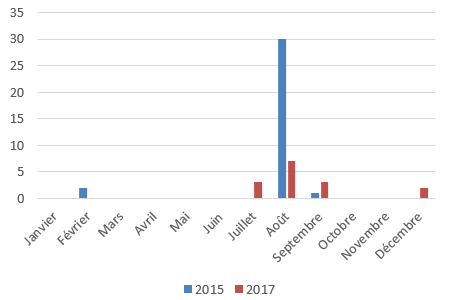 35
30
25
20
15
10
5
0
Janvier
Février
Mars
Avril
Mai
Juin
Juillet
Août
Septembre
Octobre
Novembre
Décembre
2015 2017